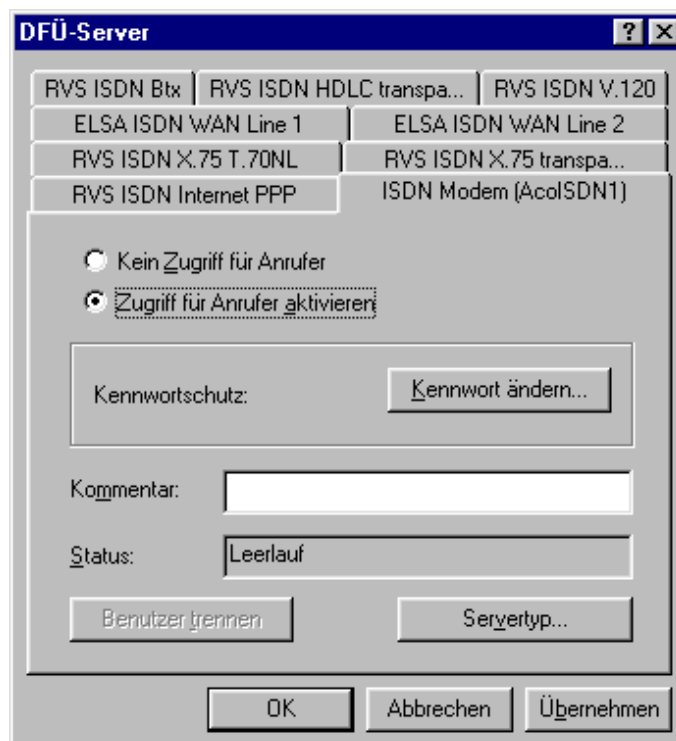 DFÜ-Server
RVS ISDN Btx RVS ISDN HDLC transpa... RVS ISDN V.120
ELSA ISDN WAN Line 1 ELSA ISDN WAN Line 2
RVS ISDN X.75 T.70NL RVS ISDN X.75 transpa...
RVS ISDN Internet PPP ISDN Modem (AcoISDN1)
Kein Zugriff für Anrufer
Zugriff für Anrufer aktivieren
Kennwortschutz: Kennwort ändern...
Kommentar:
Status: Leerlauf
Benutzer trennen Servertyp...
OK Abbrechen Übernehmen